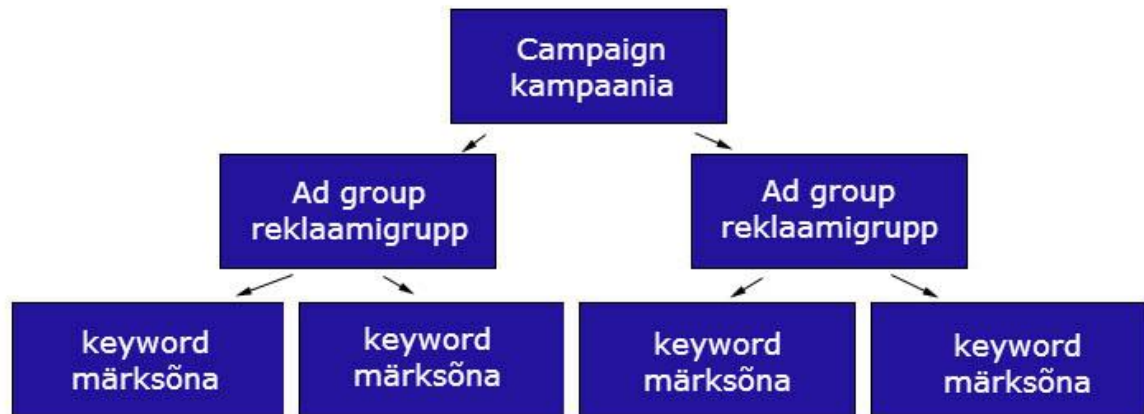 Campaign
kampaania
Ad group
reklaamigrupp
Ad group
reklaamigrupp
keyword
märksõna
keyword
märksõna
keyword
märksõna
keyword
märksõna